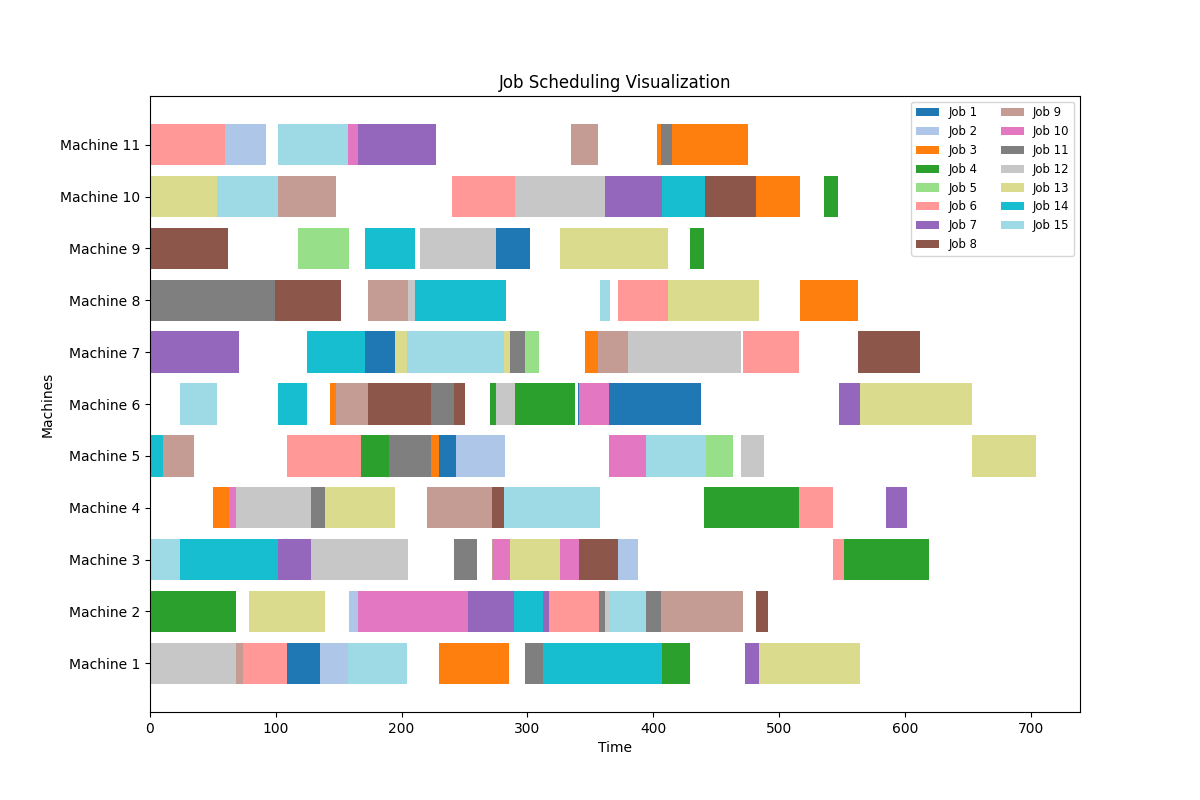 Job Scheduling Visualization
Machine 11
Machine 10
Machine 9
Machine 8
Machine 7
Machine 6
Machine 5
Machine 4
Machine 3
Machine 2
Machine 1
Machines
0 100 200 300 400 500 600 700
Time
Job 1
Job 2
Job 3
Job 4
Job 5
Job 6
Job 7
Job 8
Job 9
Job 10
Job 11
Job 12
Job 13
Job 14
Job 15